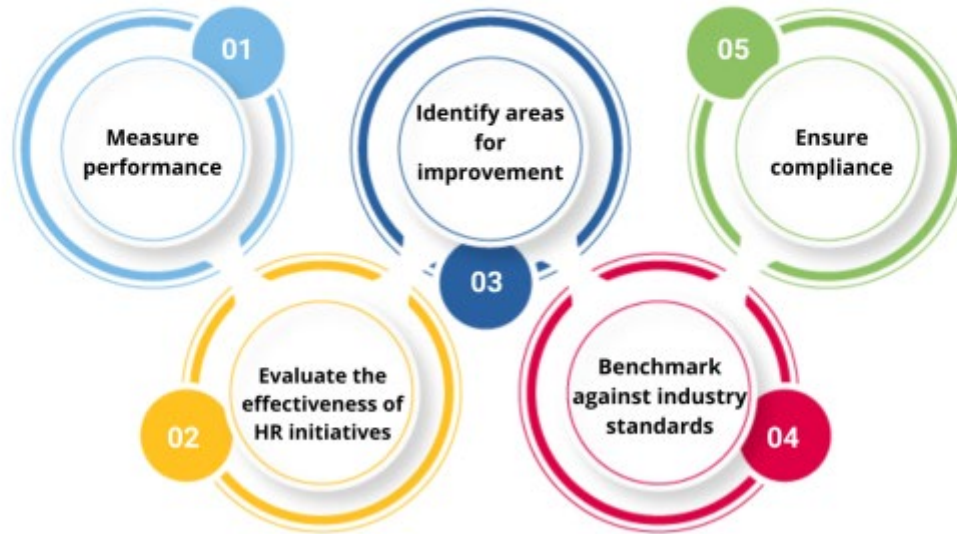 01
Measure
performance
02
Evaluate the
effectiveness of
HR initiatives
03
Identify areas
for
improvement
04
Benchmark
against industry
standards
05
Ensure
compliance